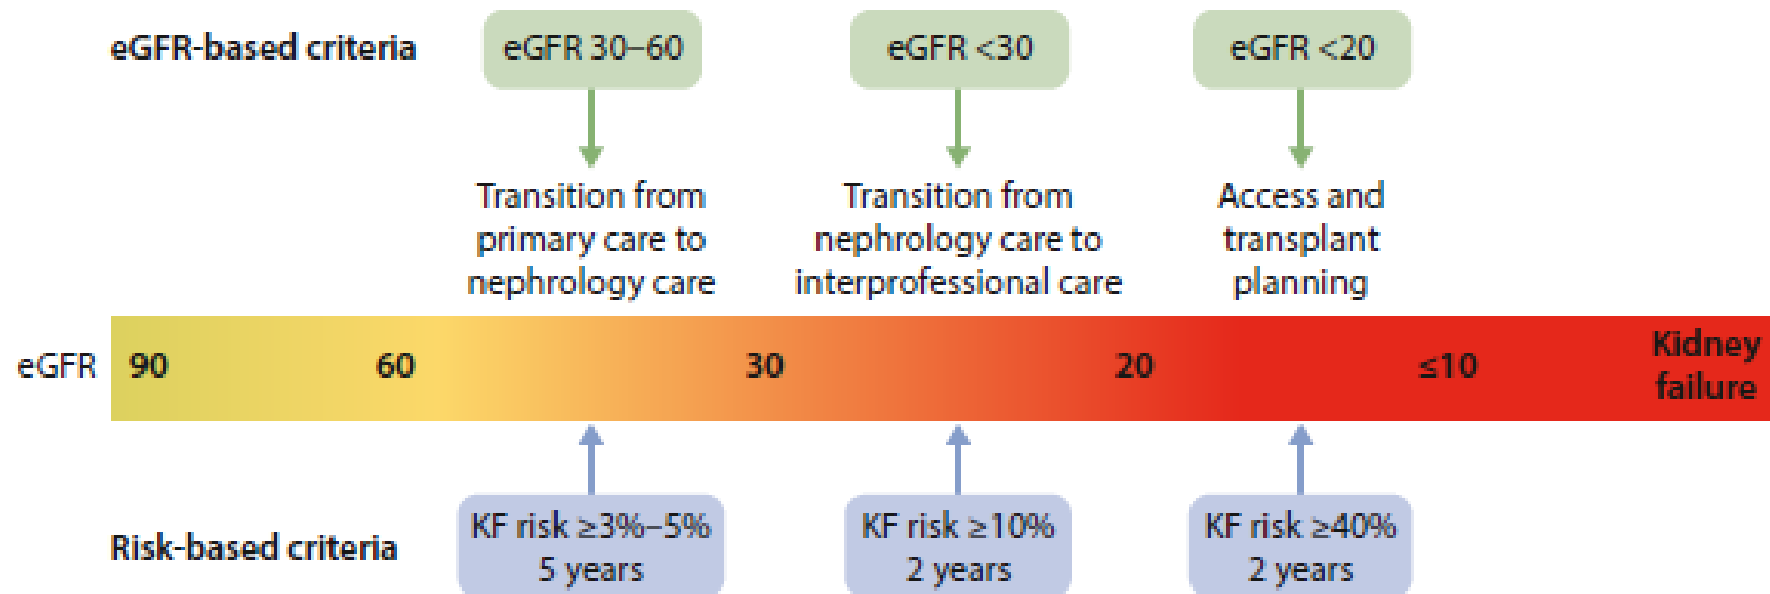 eGFR-based criteria
eGFR 30–60
eGFR <30
eGFR <20
Transition from
primary care to
nephrology care
Transition from
nephrology care to
interprofessional care
Access and
transplant
planning
eGFR
90
60
30
20
≤10
Kidney
failure
Risk-based criteria
KF risk ≥3%–5%
5 years
KF risk ≥10%
2 years
KF risk ≥40%
2 years